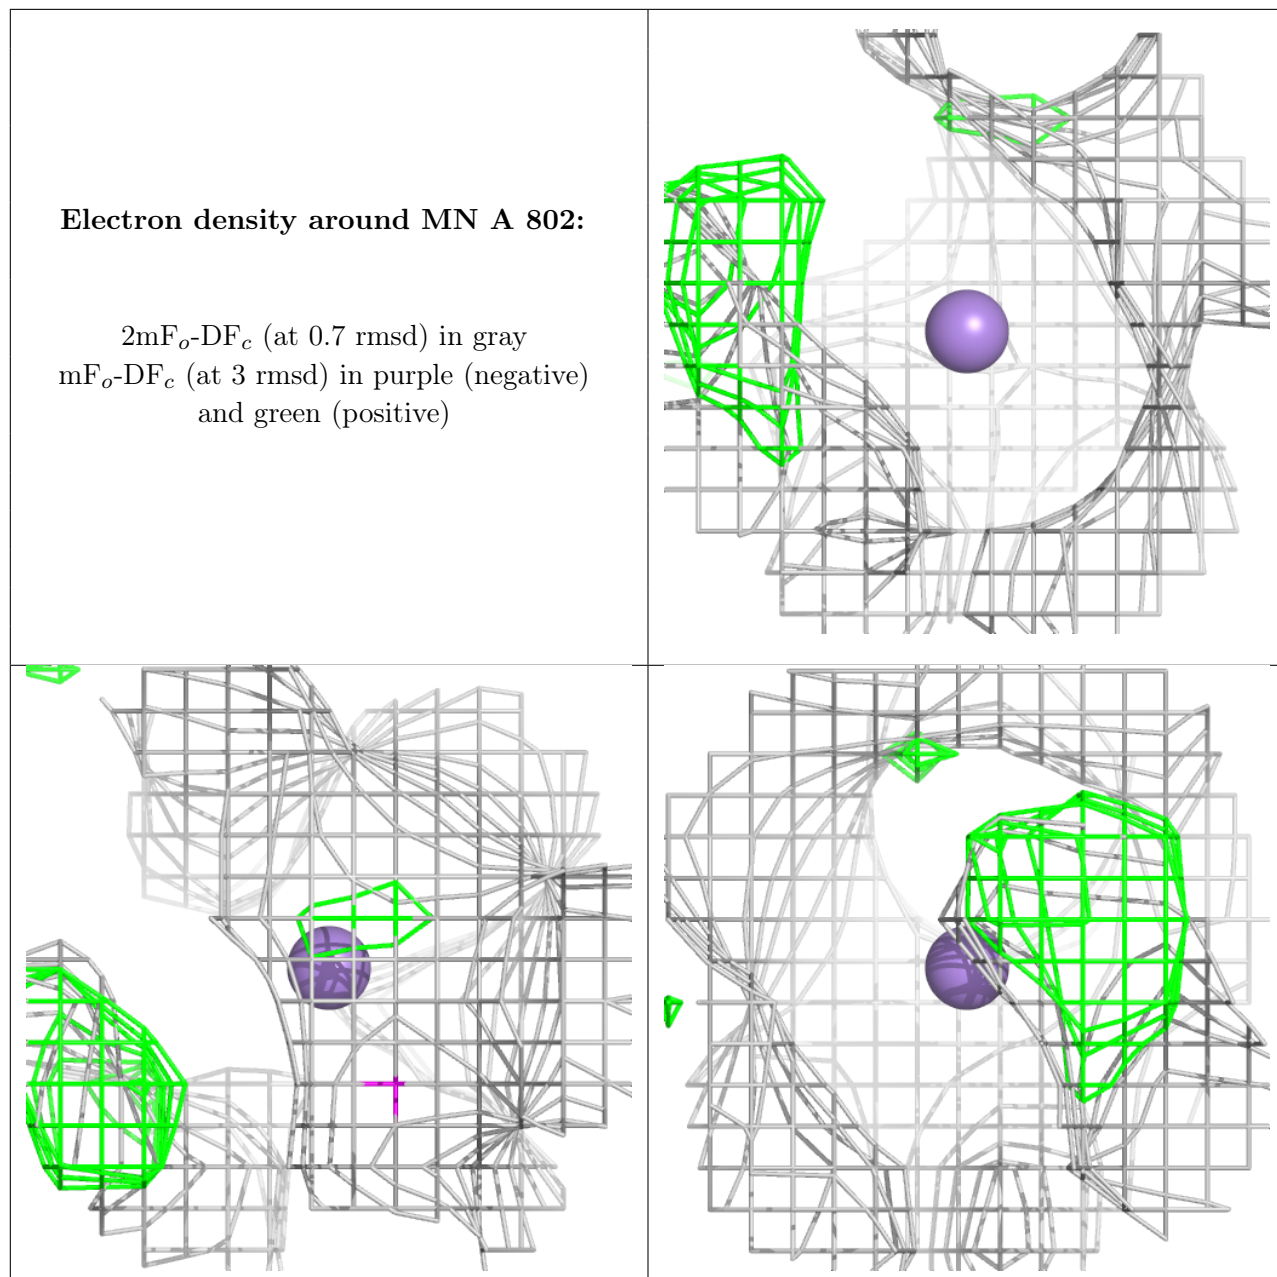 Electron density around MN A 802:
2mFo-DFc (at 0.7 rmsd) in gray
mFo-DFc (at 3 rmsd) in purple (negative)
and green (positive)